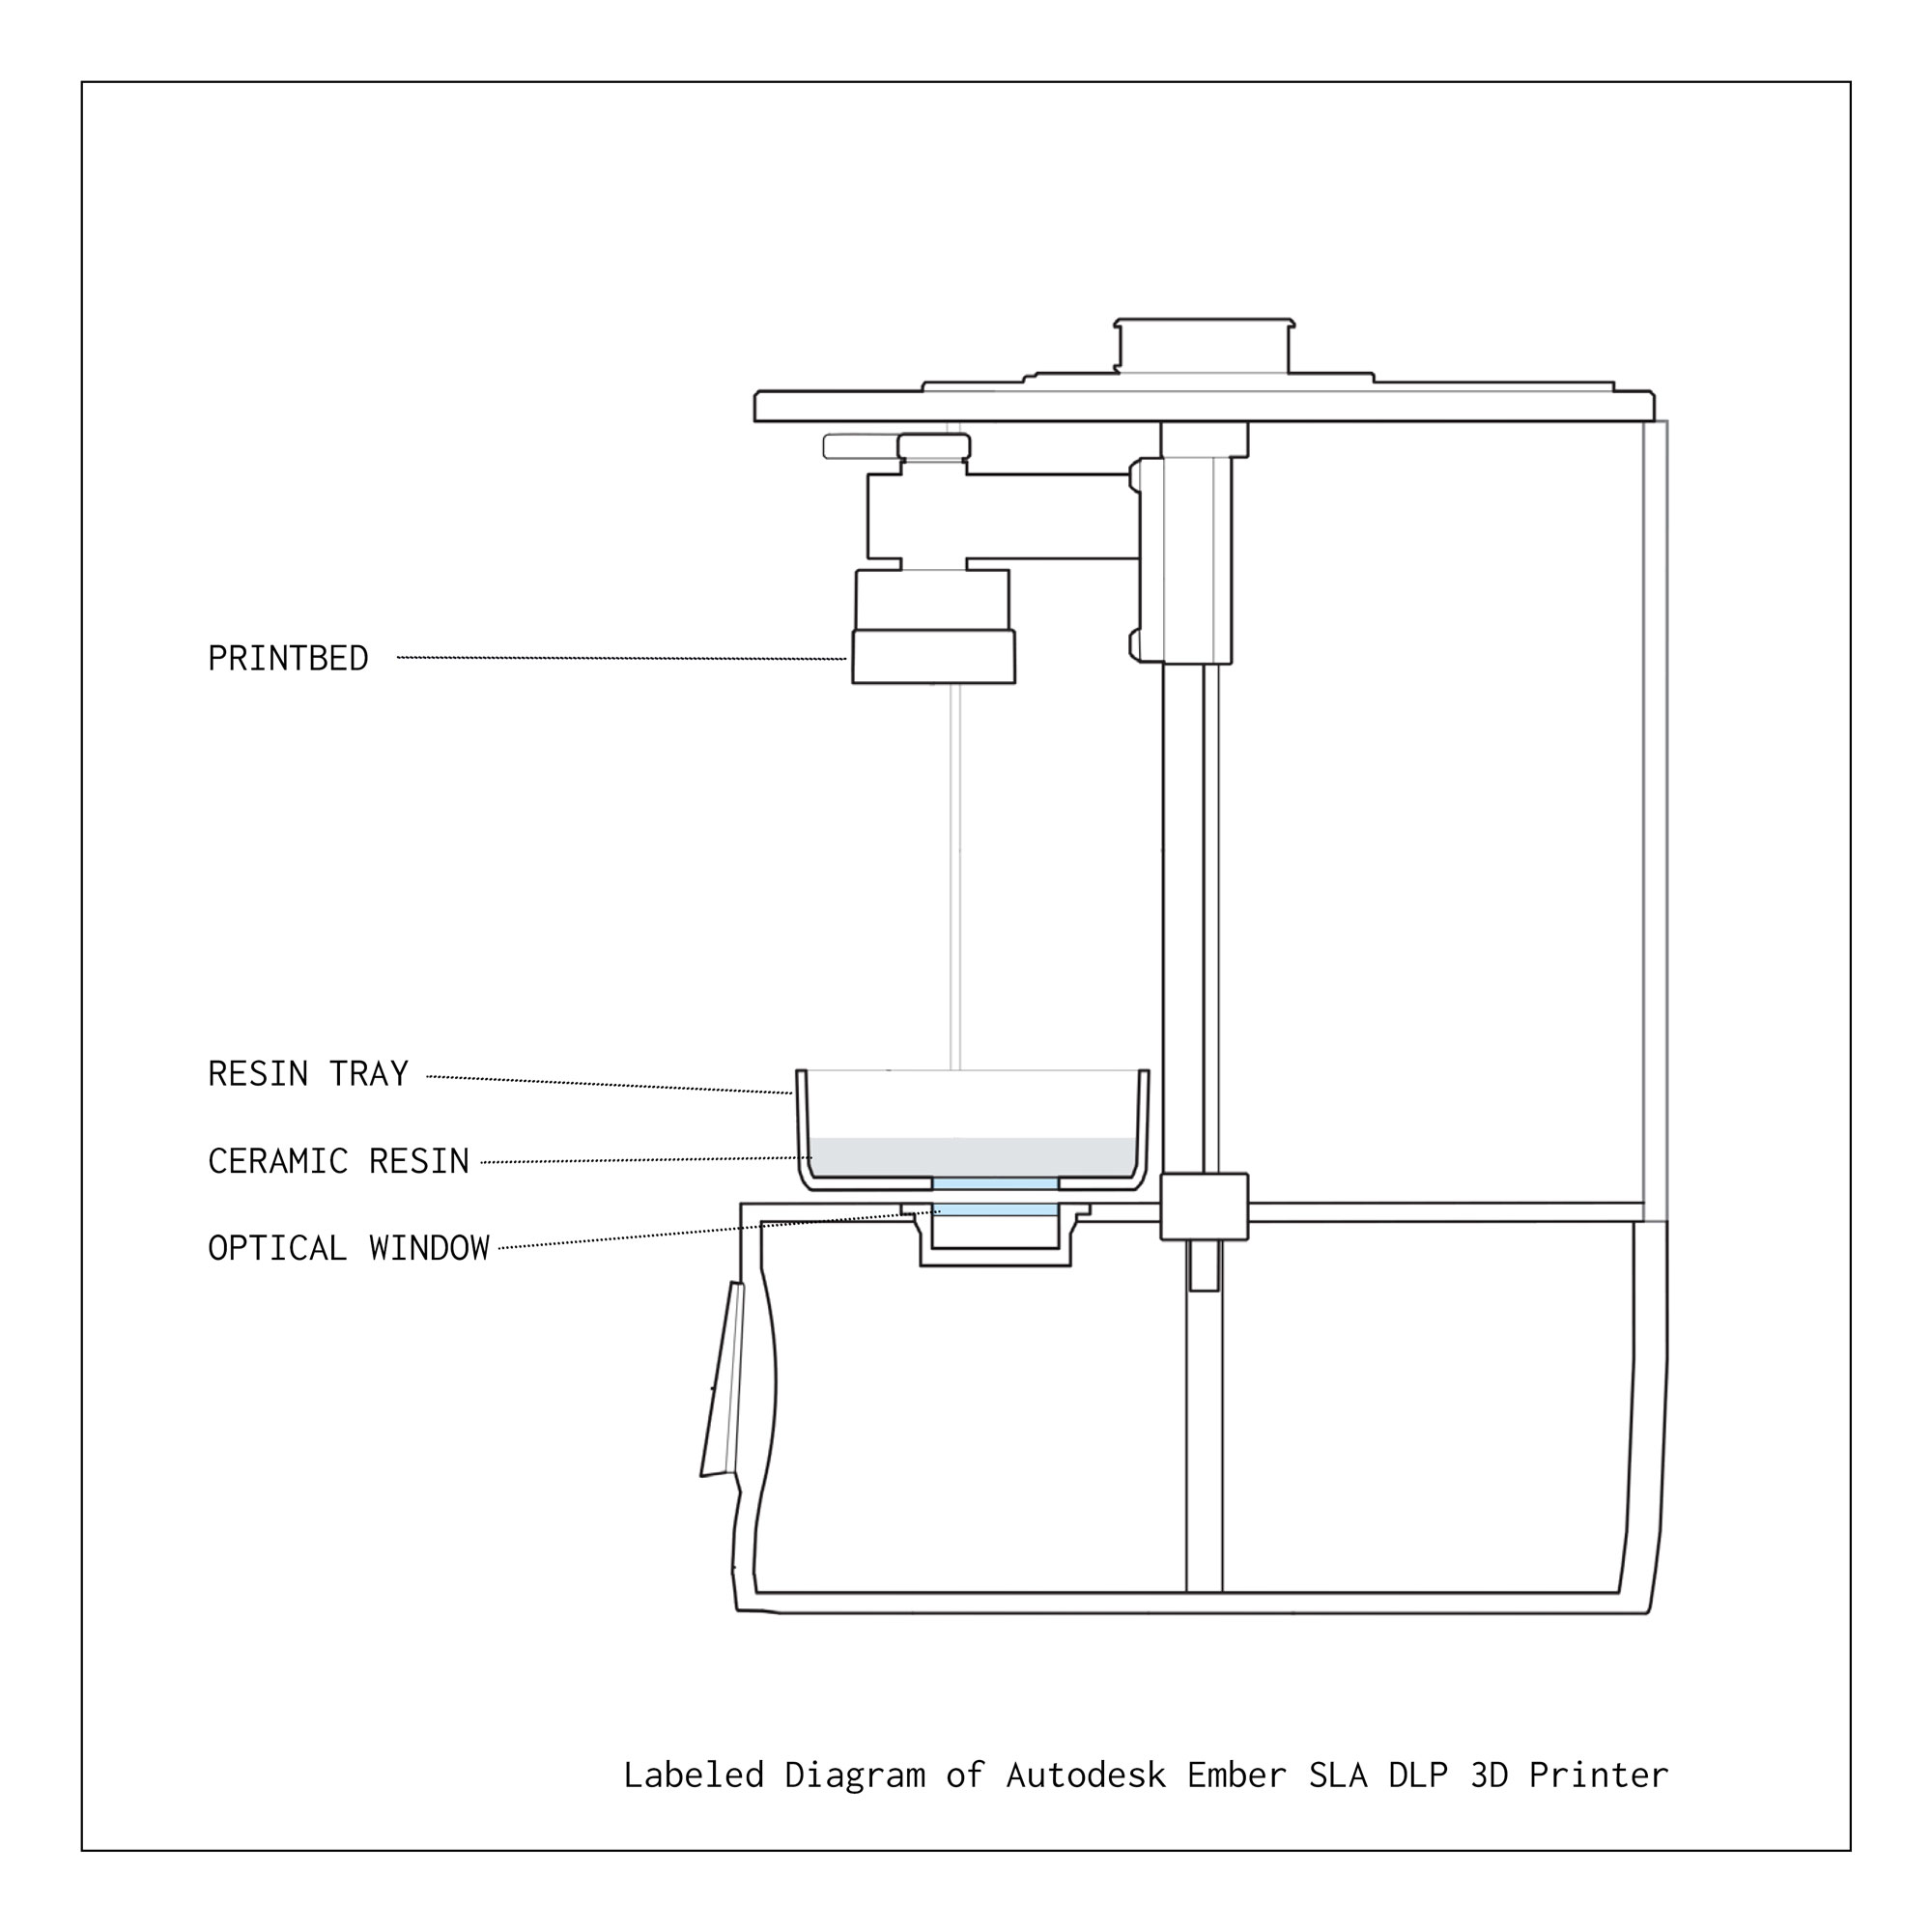 PRINTBED
RESIN TRAY
CERAMIC RESIN
OPTICAL WINDOW
Labeled Diagram of Autodesk Ember SLA DLP 3D Printer